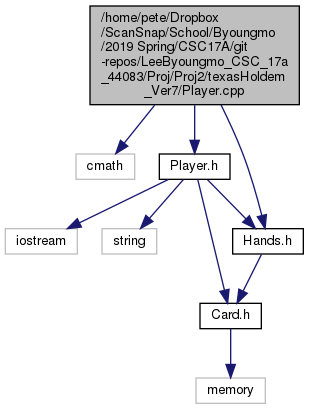 /home/pete/Dropbox
/ScanSnap/School/Byoungmo
/2019 Spring/CSC17A/git
-repos/LeeByoungmo_CSC_17a
_44083/Proj/Proj2/texasHoldem
_Ver7/Player.cpp
cmath
Player.h
iostream
string
Hands.h
Card.h
memory